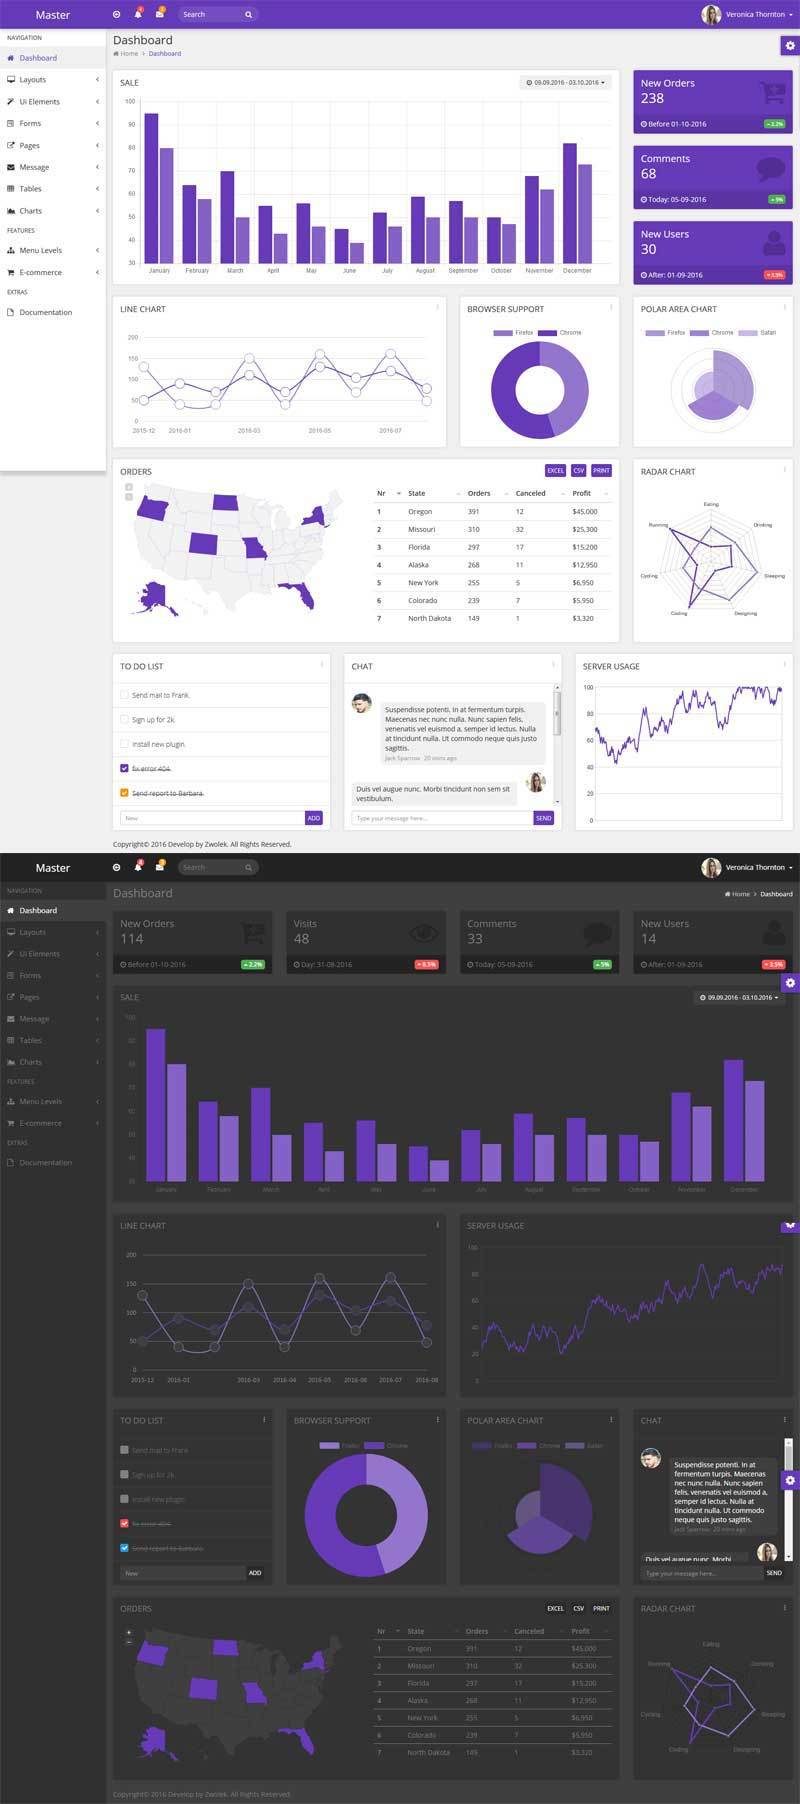 Master
Search
Veronica Thornton
NAVIGATION
Dashboard
Layouts
Ui Elements
Forms
Pages
Message
Tables
Charts
FEATURES
Menu Levels
E-commerce
EXTRAS
Documentation
Dashboard
Home > Dashboard
SALE
09.09.2016 - 03.10.2016
100
90
80
70
60
50
40
30
January February March April May June July August September October November December
New Orders
238
Before 01-10-2016 2.2%
Comments
68
Today: 05-09-2016 5%
New Users
30
After: 01-09-2016 3.5%
LINE CHART
200
150
100
50
0
2015-12 2016-01 2016-03 2016-05 2016-07
BROWSER SUPPORT
Firefox Chrome
POLAR AREA CHART
Firefox Chrome Safari
ORDERS
EXCEL CSV PRINT
Nr State Orders Canceled Profit
1 Oregon 391 12 $45,000
2 Missouri 310 32 $25,300
3 Florida 297 17 $15,200
4 Alaska 268 11 $12,950
5 New York 255 5 $6,950
6 Colorado 239 7 $5,950
7 North Dakota 149 1 $3,320
RADAR CHART
Eating
Running
Drinking
Cycling
Sleeping
Coding
Designing
TO DO LIST
Send mail to Frank.
Sign up for 2k.
Install new plugin.
fix error 404.
Send report to Barbara.
New
ADD
CHAT
Suspendisse potenti. In at fermentum turpis.
Maecenas nec nunc nulla. Nunc sapien felis,
venenatis vel euismod a, semper id lectus. Nulla
at tincidunt nulla. Ut commodo neque quis justo
sagittis.
Jack Sparrow 20 mins ago
Duis vel augue nunc. Morbi tincidunt non sem sit
vestibulum.
Type your message here...
SEND
SERVER USAGE
100
80
60
40
20
0
Copyright© 2016 Develop by Zwolek. All Rights Reserved.
Master
Search
Veronica Thornton
NAVIGATION
Dashboard
Layouts
Ui Elements
Forms
Pages
Message
Tables
Charts
FEATURES
Menu Levels
E-commerce
EXTRAS
Documentation
Dashboard
Home > Dashboard
New Orders
114
Before 01-10-2016 2.2%
Visits
48
Day: 31-08-2016 8.5%
Comments
33
Today: 05-09-2016 5%
New Users
14
After: 01-09-2016 3.5%
SALE
09.09.2016 - 03.10.2016
100
90
80
70
60
50
40
30
January February March April May June July August September October November December
LINE CHART
200
150
100
50
0
2015-12 2016-01 2016-03 2016-04 2016-05 2016-06 2016-07 2016-08
SERVER USAGE
100
80
60
40
20
0
TO DO LIST
Send mail to Frank
Sign up for 2k
Install new plugin
fix error 404.
Send report to Barbara.
New
ADD
BROWSER SUPPORT
Firefox Chrome
POLAR AREA CHART
Firefox Chrome Safari
CHAT
Suspendisse potenti. In at
fermentum turpis. Maecenas
nec nunc nulla. Nunc sapien
felis, venenatis vel euismod a,
semper id lectus. Nulla at
tincidunt nulla. Ut commodo
neque quis justo sagittis.
Jack Sparrow 20 mins ago
Duis vel augue nunc. Morbi
Type your message here...
SEND
ORDERS
EXCEL CSV PRINT
Nr State Orders Canceled Profit
1 Oregon 391 12 $45,000
2 Missouri 310 32 $25,300
3 Florida 297 17 $15,200
4 Alaska 268 11 $12,950
5 New York 255 5 $6,950
6 Colorado 239 7 $5,950
7 North Dakota 149 1 $3,320
RADAR CHART
Eating
Running
Drinking
Cycling
Sleeping
Coding
Designing
Copyright© 2016 Develop by Zwolek. All Rights Reserved.